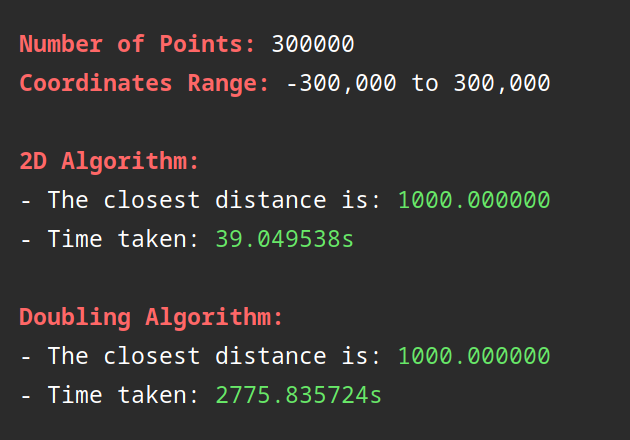 Number of Points: 300000
Coordinates Range: -300,000 to 300,000
2D Algorithm:
- The closest distance is: 1000.000000
- Time taken: 39.049538s
Doubling Algorithm:
- The closest distance is: 1000.000000
- Time taken: 2775.835724s